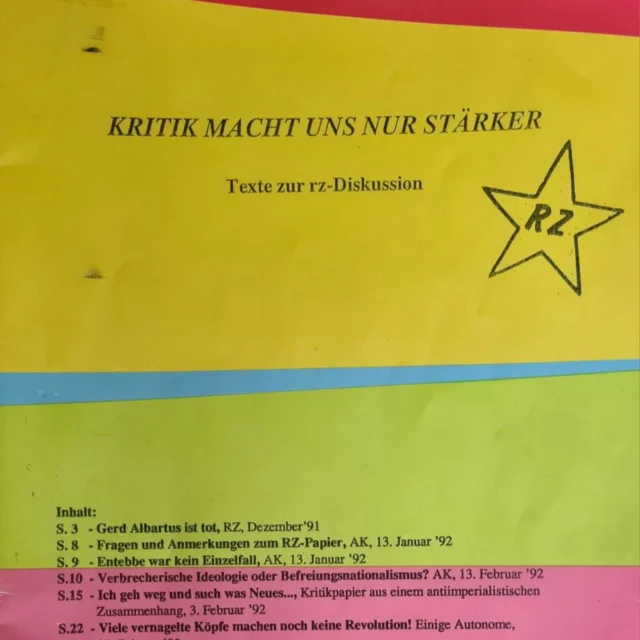 KRITIK MACHT UNS NUR STÄRKER
Texte zur rz-Diskussion
RZ
Inhalt:
S. 3 - Gerd Albartus ist tot, RZ, Dezember'91
S. 8 - Fragen und Anmerkungen zum RZ-Papier, AK, 13. Januar '92
S. 9 - Entebbe war kein Einzelfall, AK, 13. Januar '92
S.10 - Verbrecherische Ideologie oder Befreiungsnationalismus? AK, 13. Februar '92
S.15 - Ich geh weg und such was Neues..., Kritikpapier aus einem antiimperialistischen
Zusammenhang, 3. Februar '92
S.22 - Viele vernagelte Köpfe machen noch keine Revolution! Einige Autonome,